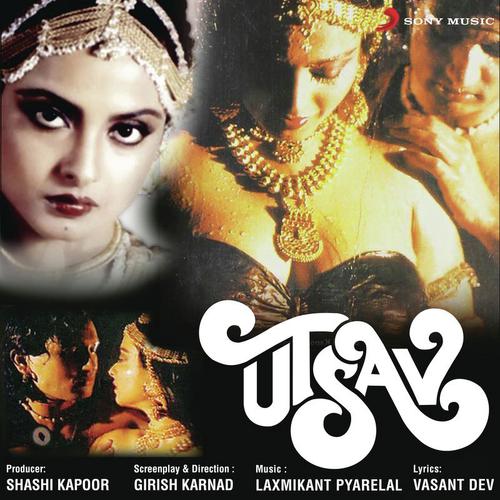 SONY MUSIC
UTSAV
Producer:
SHASHI KAPOOR
Screenplay & Direction :
GIRISH KARNAD
Music :
LAXMIKANT PYARELAL
Lyrics:
VASANT DEV